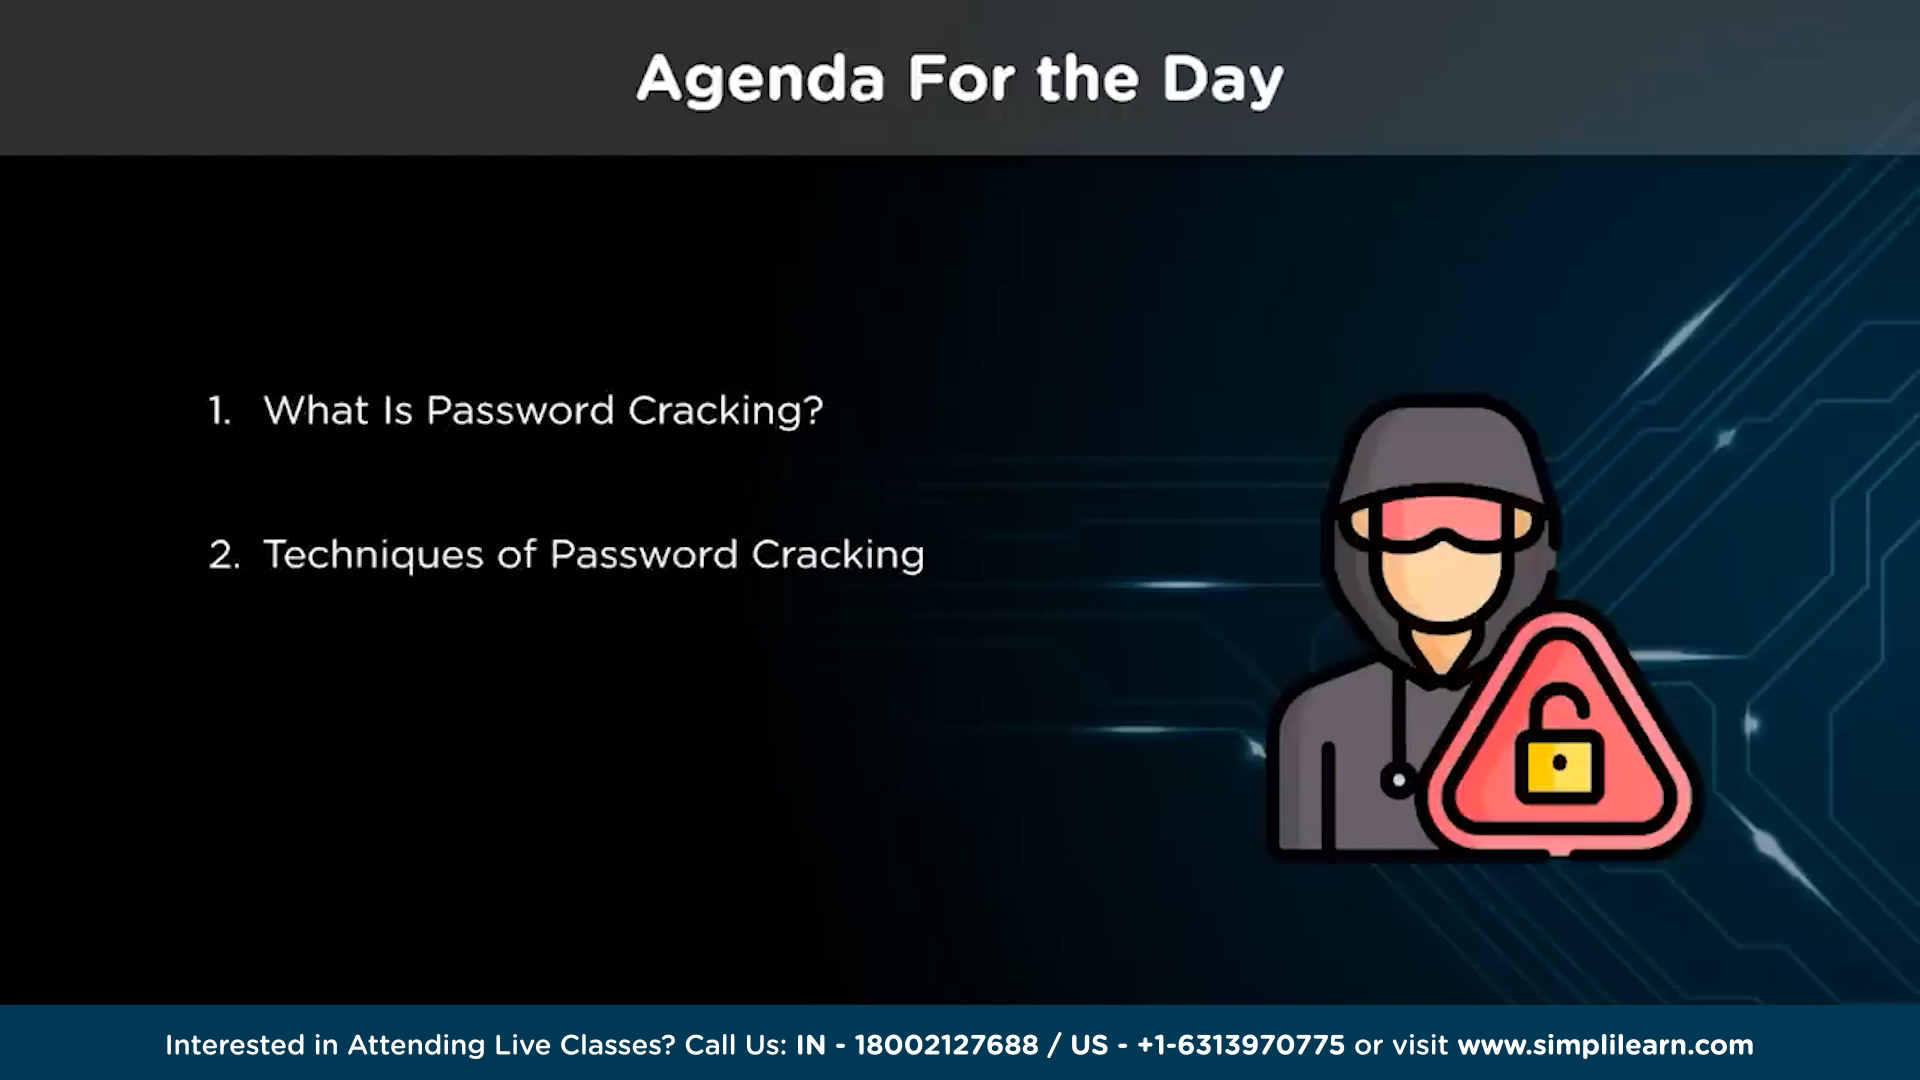 Agenda For the Day
1. What Is Password Cracking?
2. Techniques of Password Cracking
Interested in Attending Live Classes? Call Us: IN - 18002127688 / US - +1-6313970775 or visit www.simplilearn.com